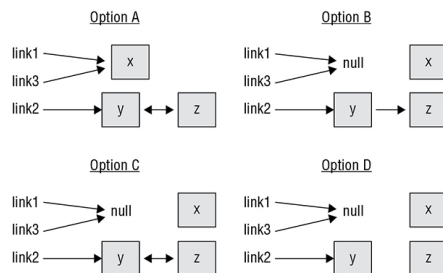 Option A
link1
link3
x
link2
y
z
Option B
link1
null
x
link3
link2
y
z
Option C
link1
null
x
link3
link2
y
z
Option D
link1
null
x
link3
link2
y
z